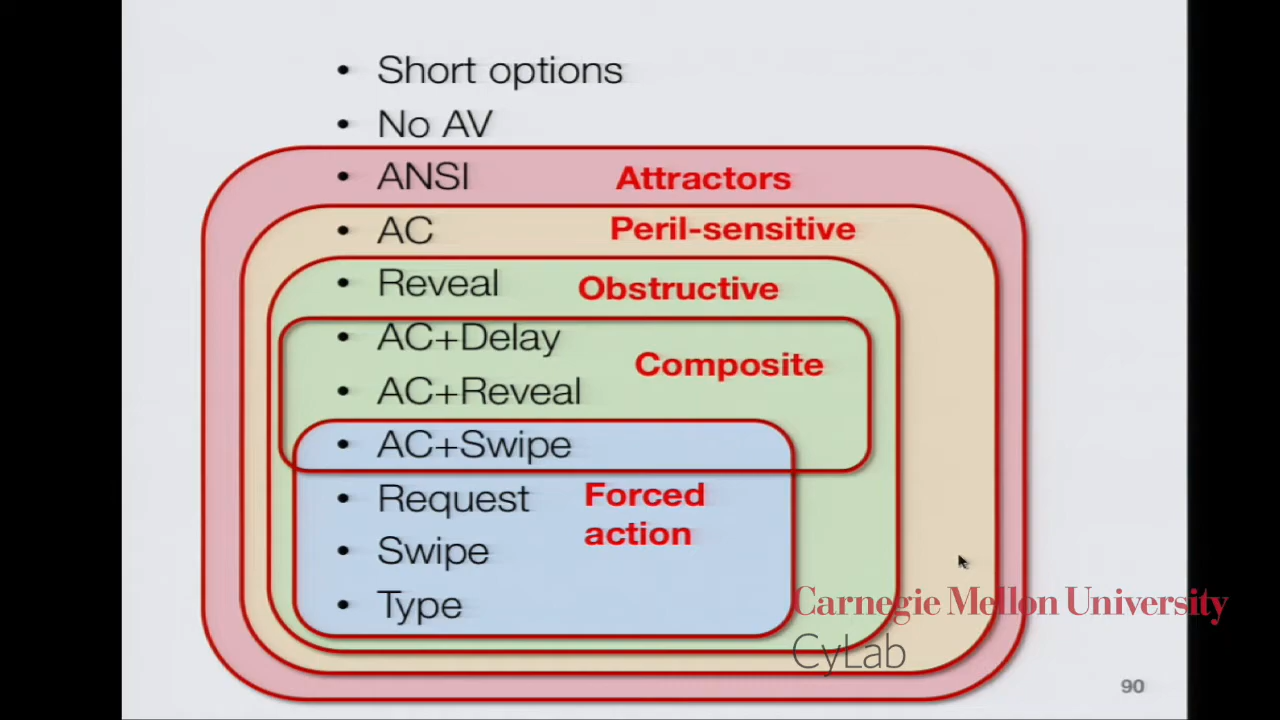 • Short options
• No AV
• ANSI Attractors
• AC Peril-sensitive
• Reveal Obstructive
• AC+Delay
Composite
• AC+Reveal
• AC+Swipe
• Request Forced
action
• Swipe
• Type
Carnegie Mellon University
CyLab
90